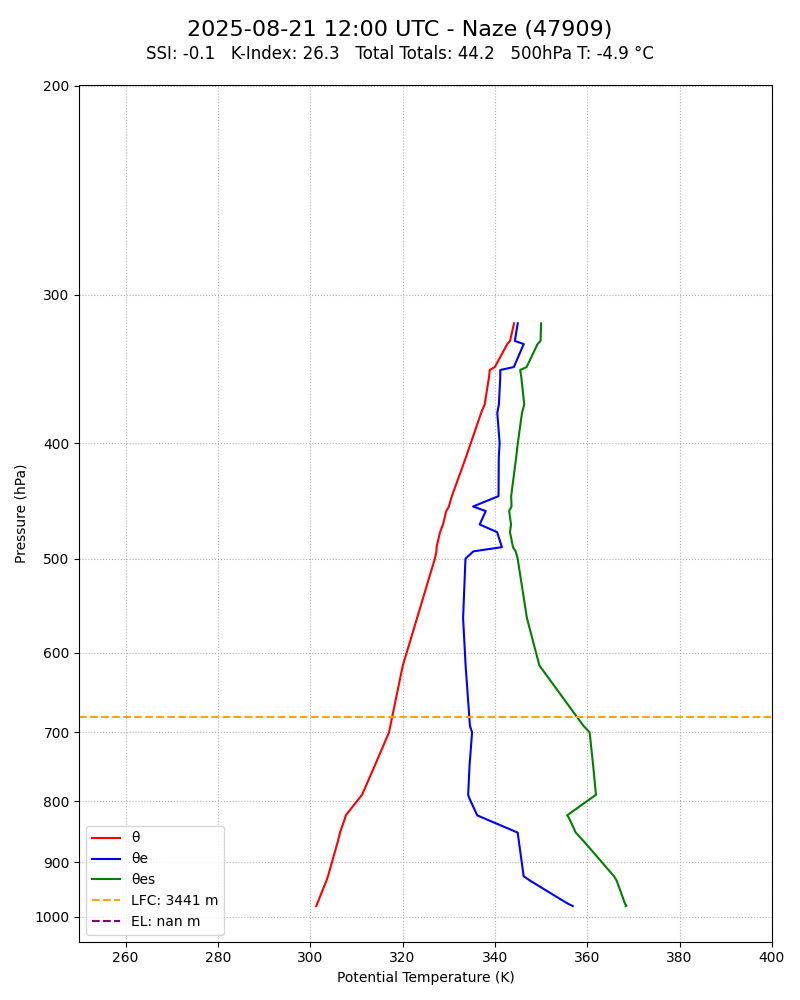 2025-08-21 12:00 UTC - Naze (47909)
SSI: -0.1   K-Index: 26.3   Total Totals: 44.2   500hPa T: -4.9 °C
200
300
400
500
600
700
800
900
1000
Pressure (hPa)
θ
θe
θes
LFC: 3441 m
EL: nan m
260
280
300
320
340
360
380
400
Potential Temperature (K)